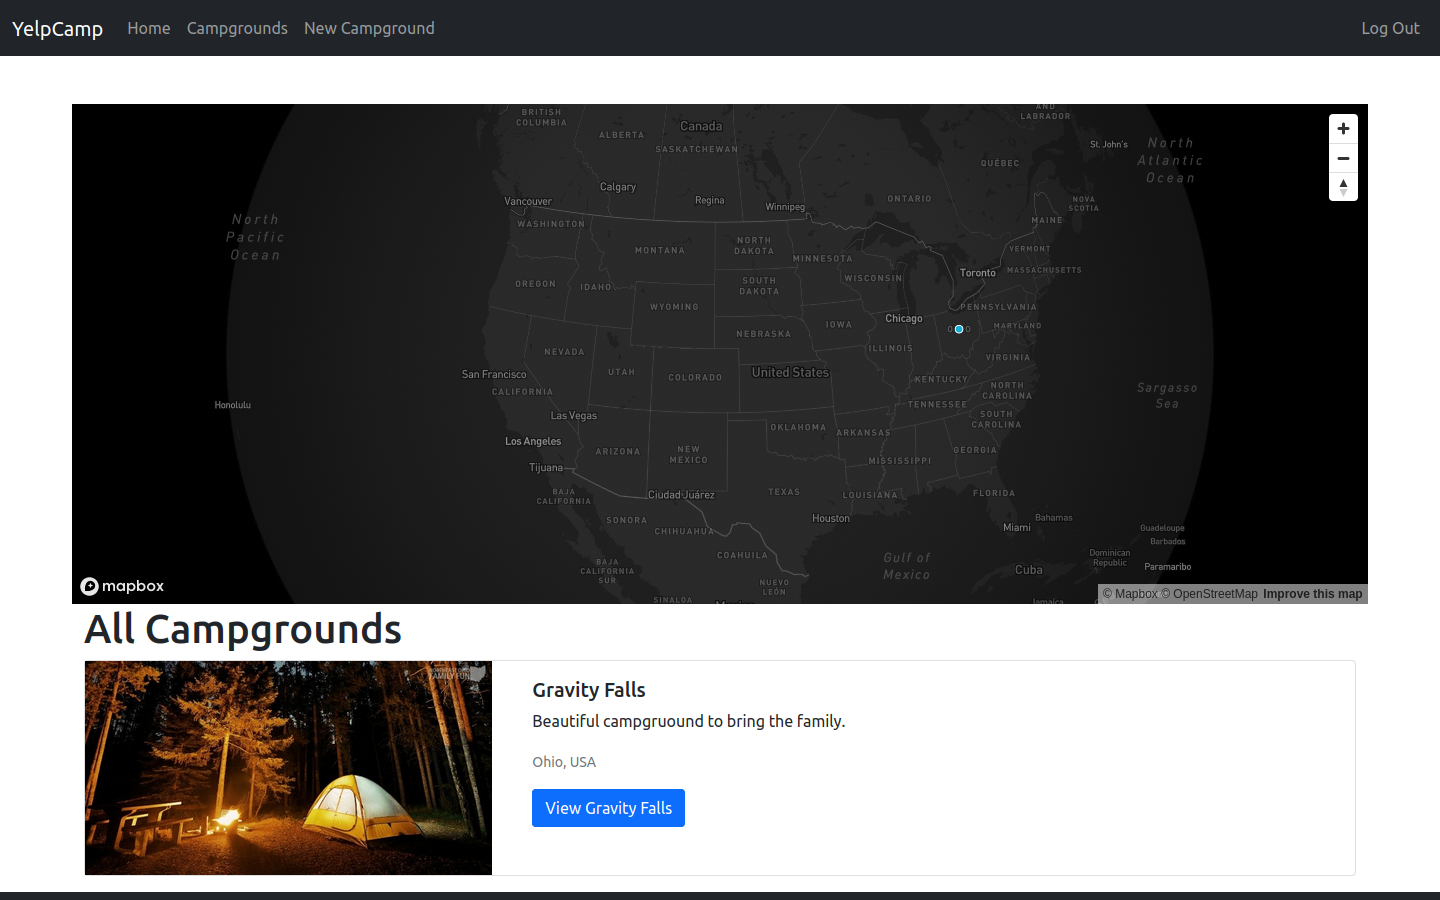 YelpCamp Home Campgrounds New Campground Log Out
BRITISH COLUMBIA
ALBERTA
Canada
SASKATCHEWAN
AND LABRADOR
QUÉBEC
St. John's
North Atlantic Ocean
Calgary
Vancouver
Regina
Winnipeg
ONTARIO
NOVA SCOTIA
North Pacific Ocean
WASHINGTON
MONTANA
NORTH DAKOTA
MINNESOTA
MAINE
VERMONT
MASSACHUSETTS
OREGON
IDAHO
SOUTH DAKOTA
WISCONSIN
Toronto
WYOMING
PENNSYLVANIA
Chicago
IOWA
NEBRASKA
MARYLAND
NEVADA
ILLINOIS
VIRGINIA
San Francisco
UTAH
COLORADO
United States
KENTUCKY
CALIFORNIA
NORTH CAROLINA
Sargasso Sea
Honolulu
Las Vegas
TENNESSEE
SOUTH CAROLINA
Los Angeles
ARIZONA
NEW MEXICO
OKLAHOMA
ARKANSAS
GEORGIA
Tijuana
MISSISSIPPI
BAJA CALIFORNIA
Ciudad Juárez
TEXAS
LOUISIANA
FLORIDA
SONORA
CHIHUAHUA
Houston
Miami
Bahamas
Guadeloupe
Barbados
COAHUILA
Gulf of Mexico
Dominican Republic
Paramaribo
BAJA CALIFORNIA SUR
NUEVO LEÓN
Cuba
SINALOA
Jamaica
mapbox
© Mapbox © OpenStreetMap Improve this map
All Campgrounds
FAMILY FUN
Gravity Falls
Beautiful campgruound to bring the family.
Ohio, USA
View Gravity Falls